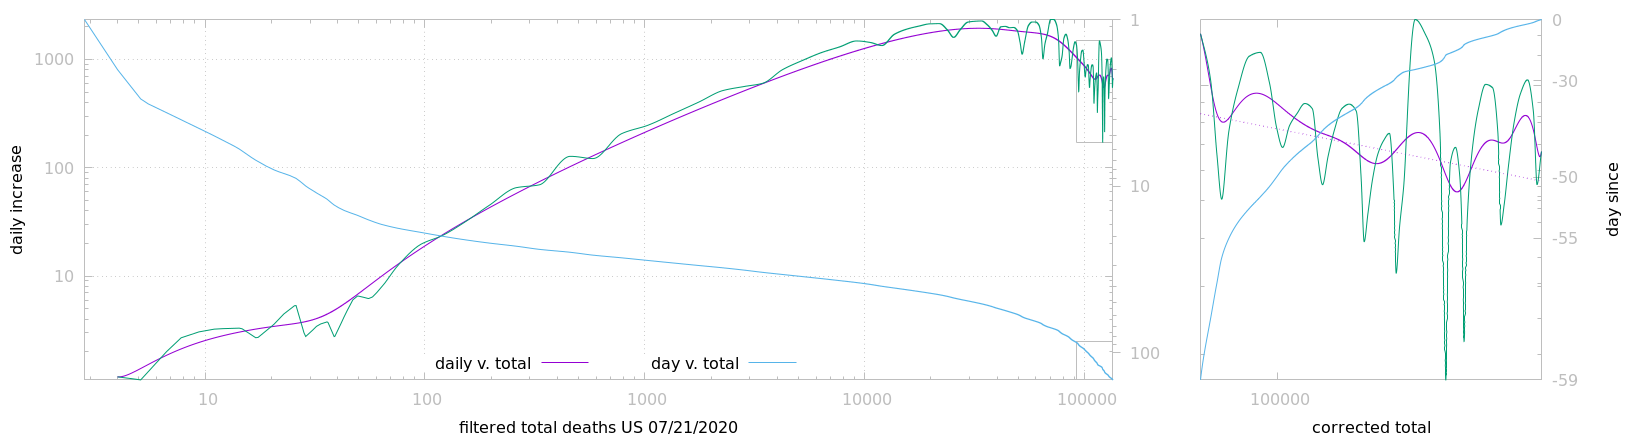 1000
100
10
daily increase
daily v. total
day v. total
10
100
1000
10000
100000
filtered total deaths US 07/21/2020
1
10
100
100000
corrected total
0
-30
-50
-55
-59
day since